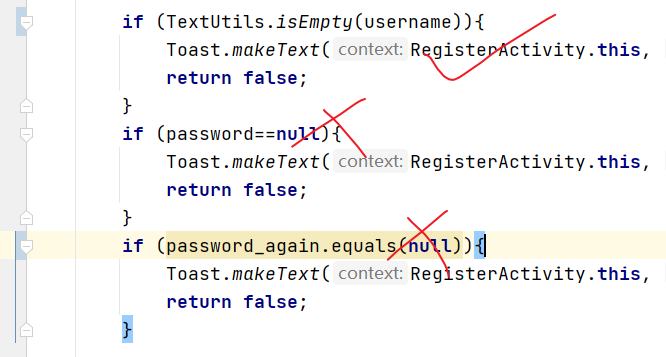 if (TextUtils.isEmpty(username)){
Toast.makeText( context: RegisterActivity.this,
return false;
}
if (password==null){
Toast.makeText( context: RegisterActivity.this,
return false;
}
if (password_again.equals(null)){
Toast.makeText( context: RegisterActivity.this,
return false;
}